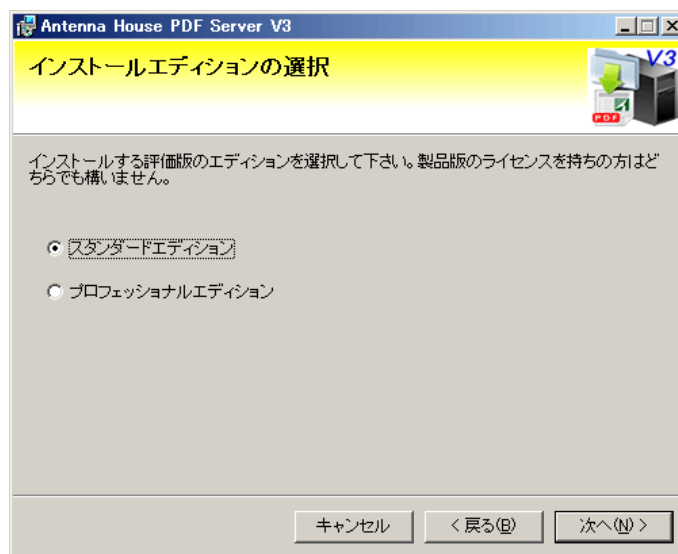 Antenna House PDF Server V3
インストールエディションの選択
V3
PDF
インストールする評価版のエディションを選択して下さい。製品版のライセンスを持ちの方はど
ちらでも構いません。
スタンダードエディション
プロフェッショナルエディション
キャンセル
< 戻る(B)
次へ(N) >